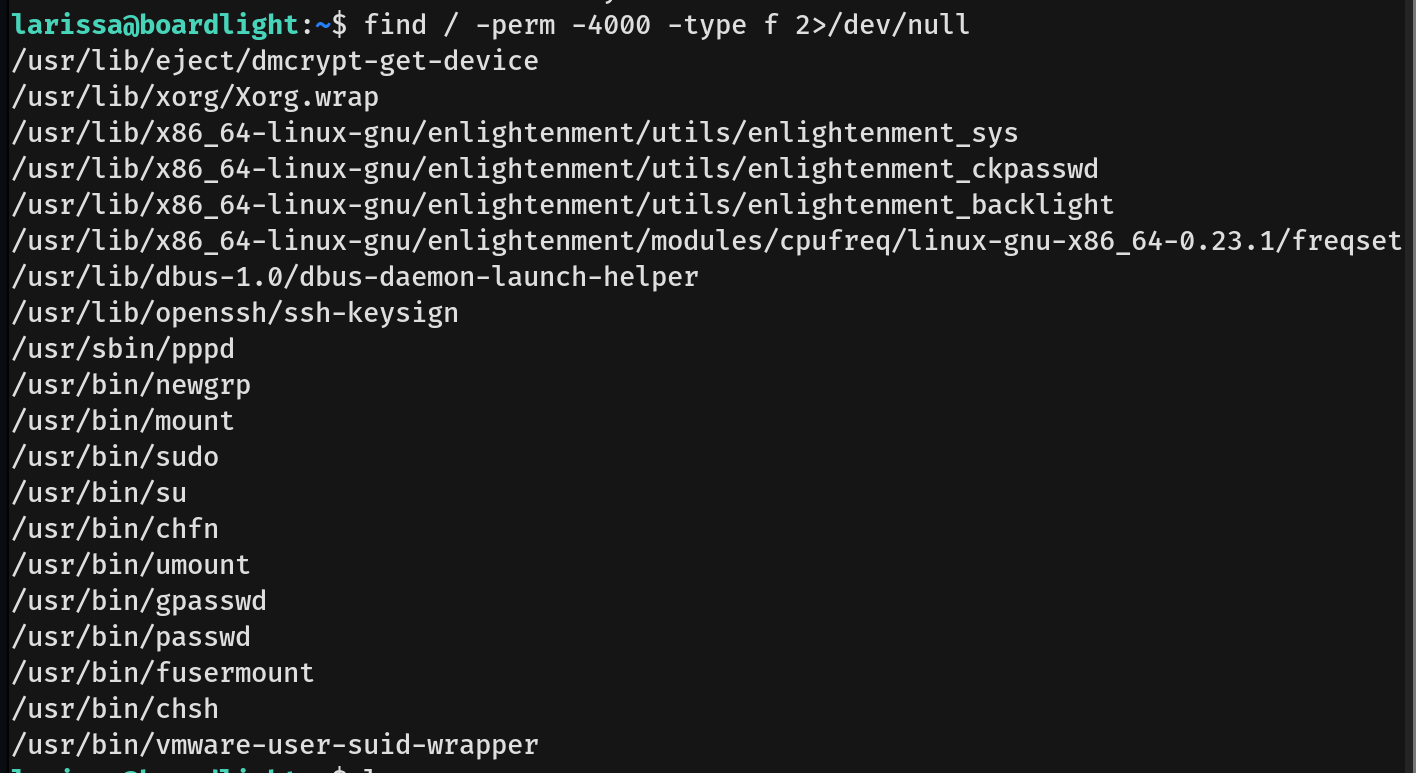 larissa@boardlight:~$ find / -perm -4000 -type f 2>/dev/null
/usr/lib/eject/dmcrypt-get-device
/usr/lib/xorg/Xorg.wrap
/usr/lib/x86_64-linux-gnu/enlightenment/utils/enlightenment_sys
/usr/lib/x86_64-linux-gnu/enlightenment/utils/enlightenment_ckpasswd
/usr/lib/x86_64-linux-gnu/enlightenment/utils/enlightenment_backlight
/usr/lib/x86_64-linux-gnu/enlightenment/modules/cpufreq/linux-gnu-x86_64-0.23.1/freqset
/usr/lib/dbus-1.0/dbus-daemon-launch-helper
/usr/lib/openssh/ssh-keysign
/usr/sbin/pppd
/usr/bin/newgrp
/usr/bin/mount
/usr/bin/sudo
/usr/bin/su
/usr/bin/chfn
/usr/bin/umount
/usr/bin/gpasswd
/usr/bin/passwd
/usr/bin/fusermount
/usr/bin/chsh
/usr/bin/vmware-user-suid-wrapper